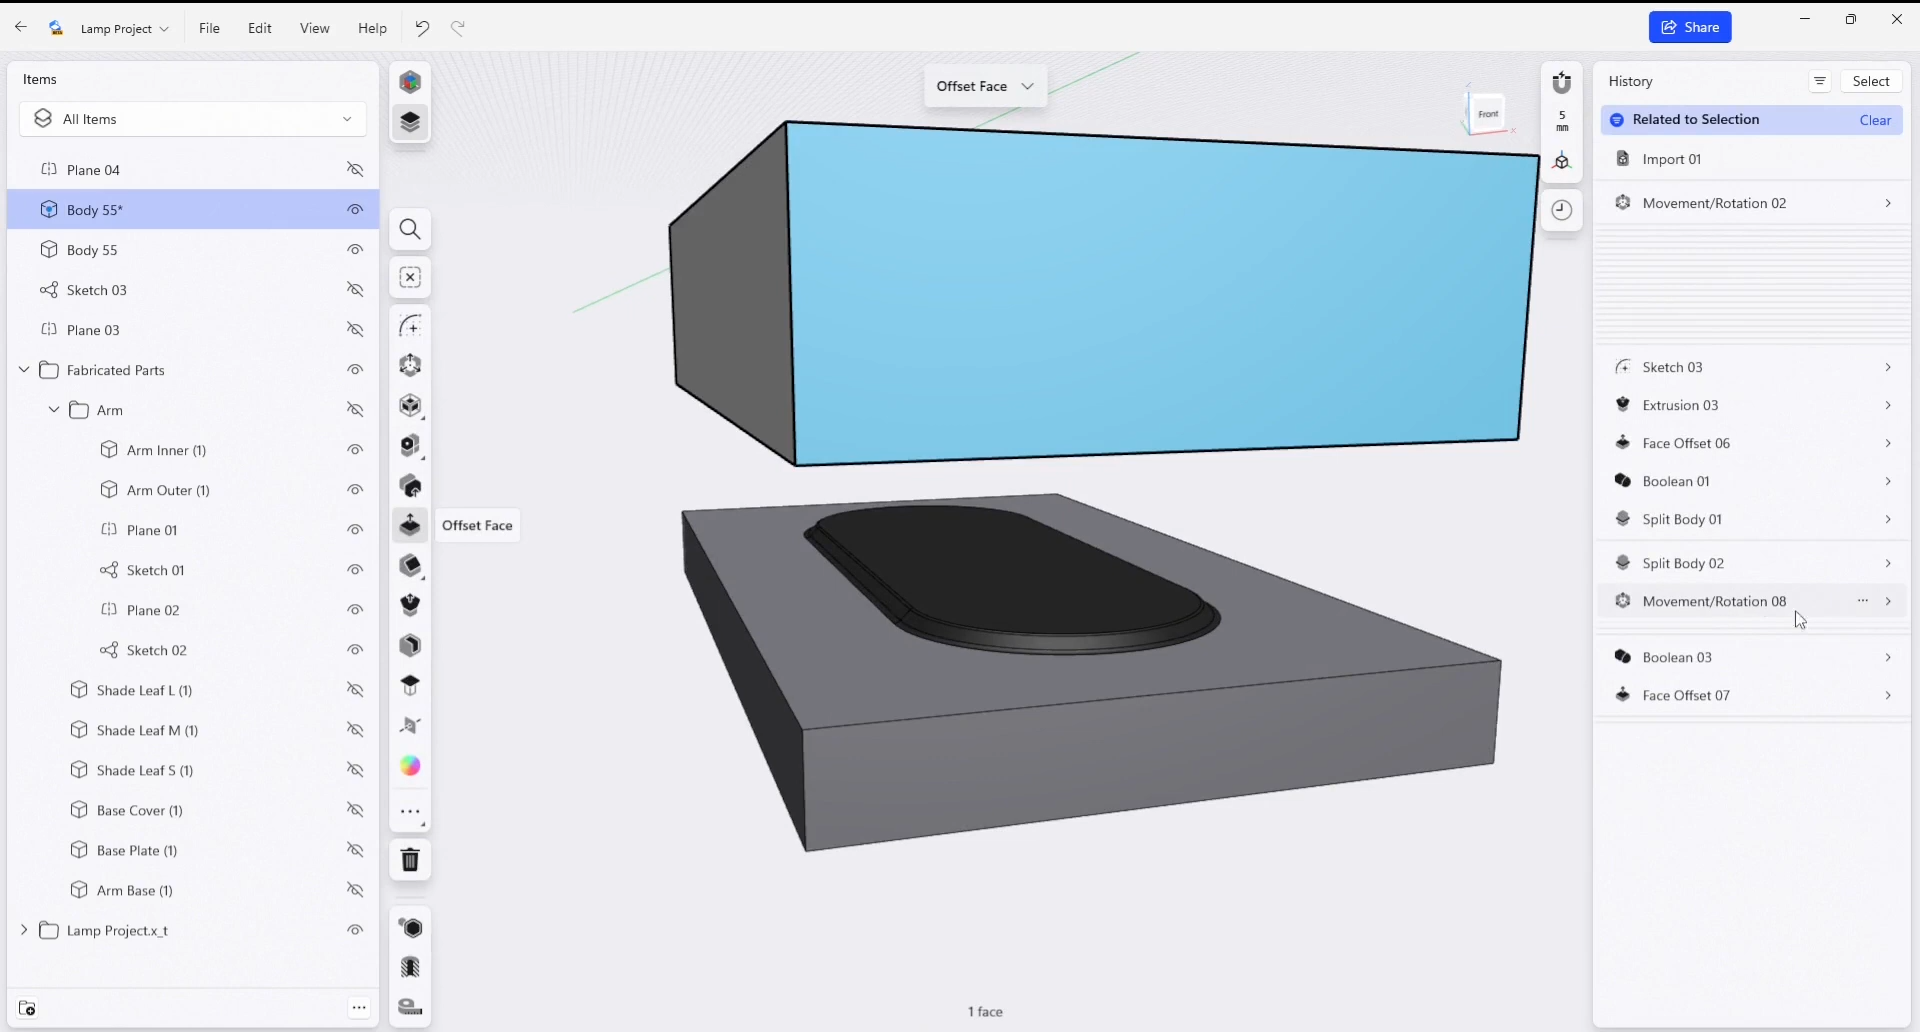 Lamp Project
File
Edit
View
Help
Share
Items
All Items
Plane 04
Body 55*
Body 55
Sketch 03
Plane 03
Fabricated Parts
Arm
Arm Inner (1)
Arm Outer (1)
Plane 01
Sketch 01
Plane 02
Sketch 02
Shade Leaf L (1)
Shade Leaf M (1)
Shade Leaf S (1)
Base Cover (1)
Base Plate (1)
Arm Base (1)
Lamp Project.x_t
Offset Face
Offset Face
Front
5
mm
1 face
History
Select
Related to Selection
Clear
Import 01
Movement/Rotation 02
Sketch 03
Extrusion 03
Face Offset 06
Boolean 01
Split Body 01
Split Body 02
Movement/Rotation 08
Boolean 03
Face Offset 07